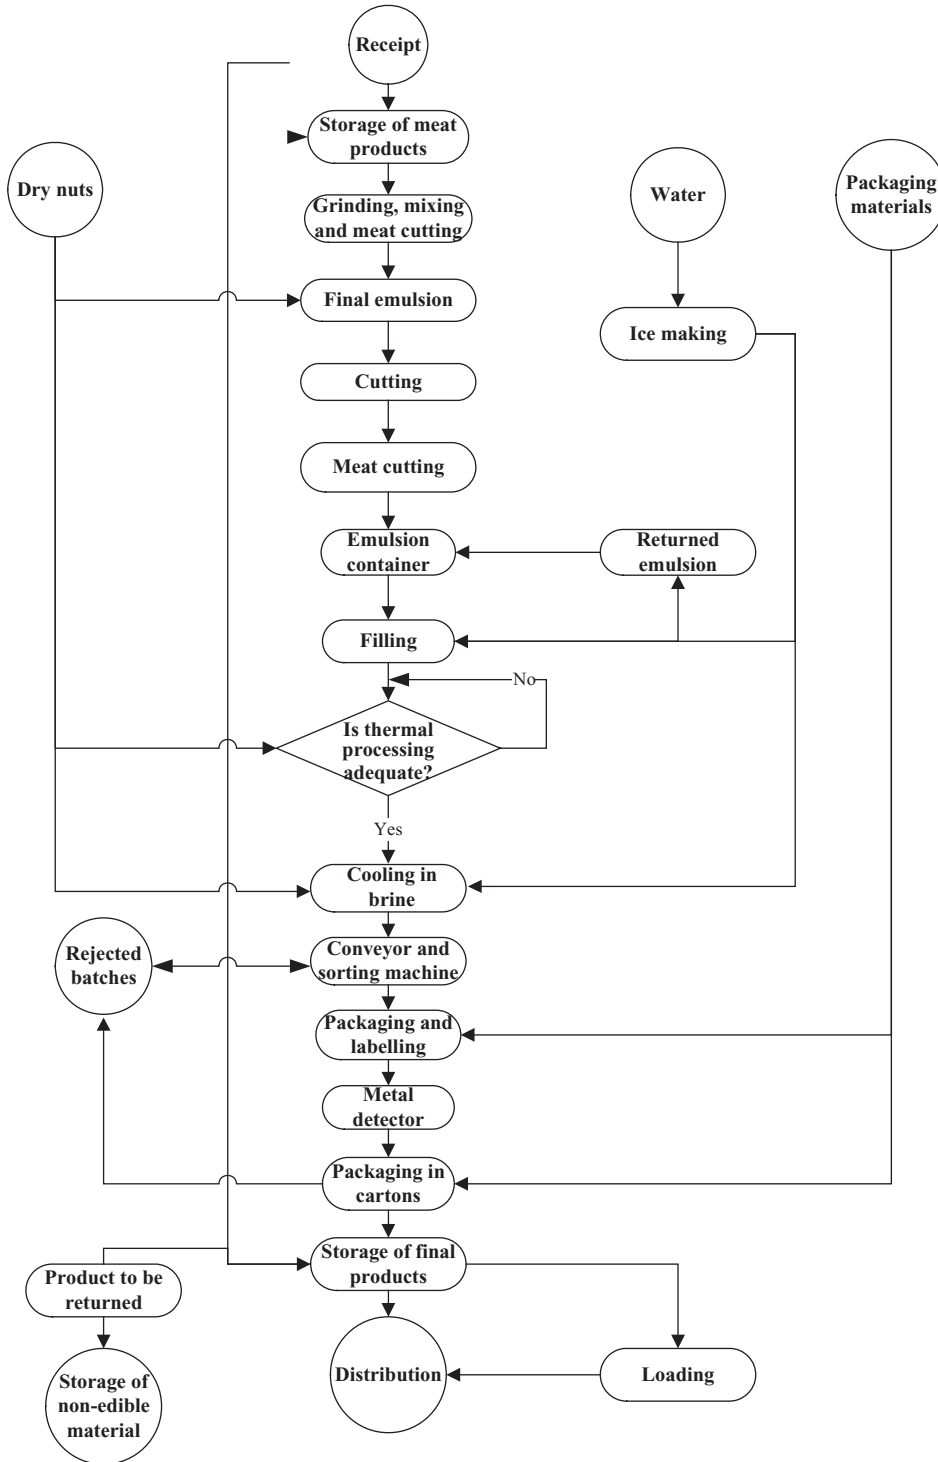 Receipt
Storage of meat
products
Dry nuts
Water
Packaging
materials
Grinding, mixing
and meat cutting
Final emulsion
Ice making
Cutting
Meat cutting
Emulsion
container
Returned
emulsion
Filling
No
Is thermal
processing
adequate?
Yes
Cooling in
brine
Rejected
batches
Conveyor and
sorting machine
Packaging and
labelling
Metal
detector
Packaging in
cartons
Storage of final
products
Product to be
returned
Distribution
Loading
Storage of
non-edible
material